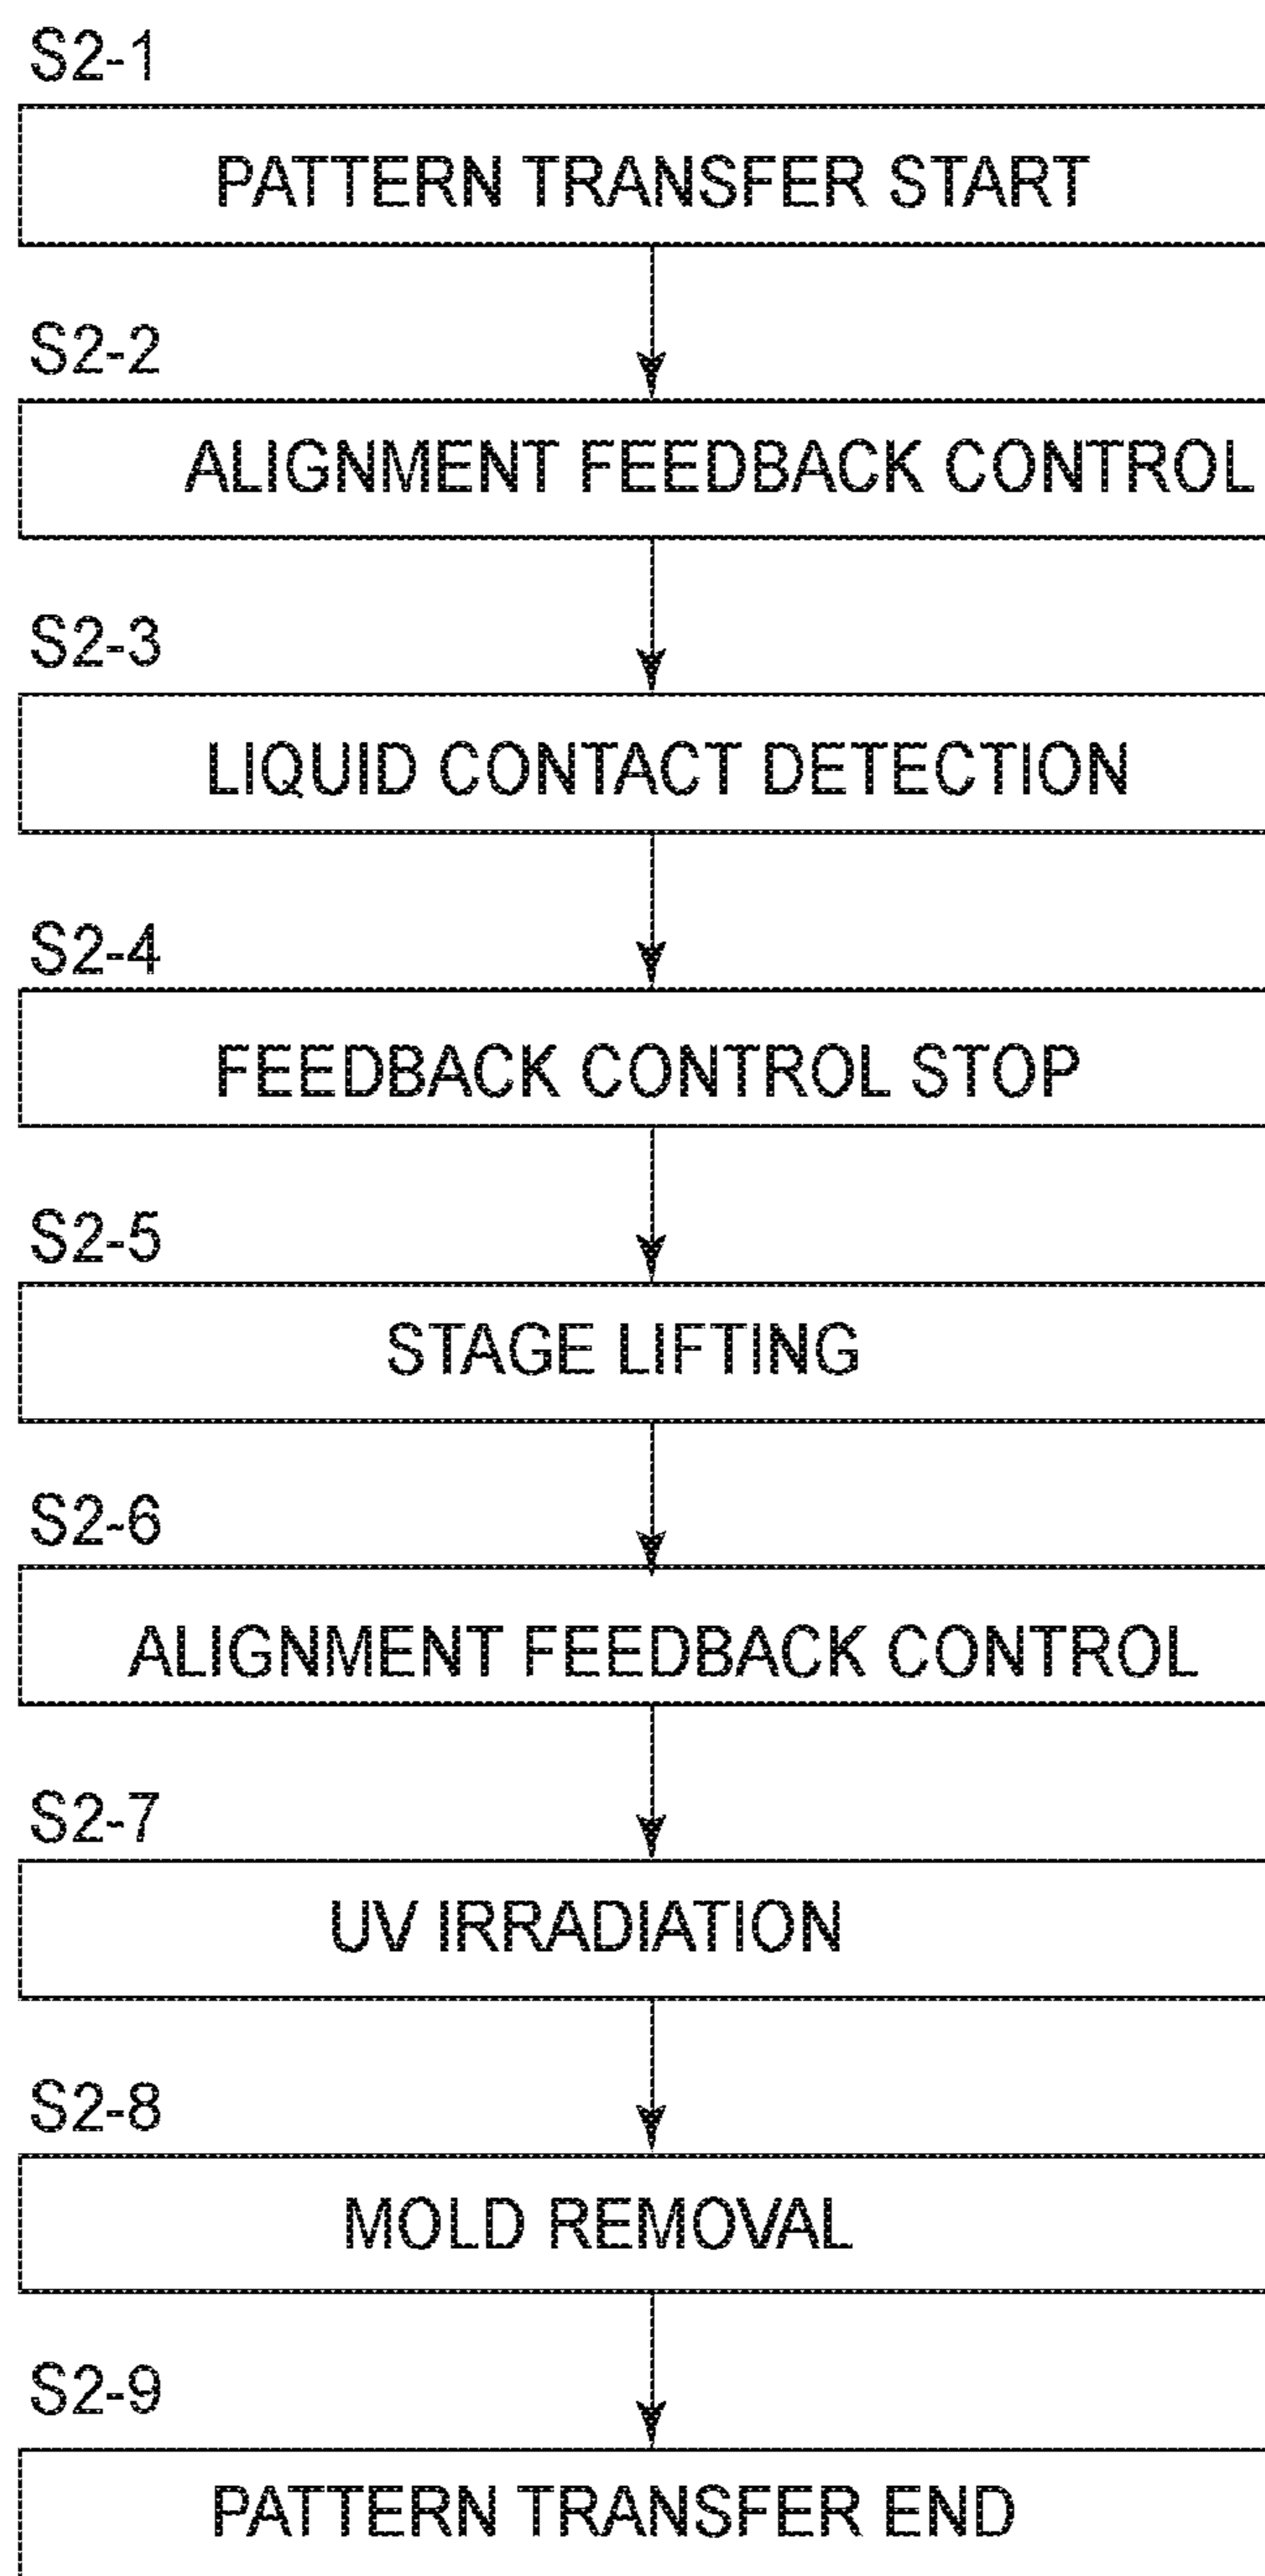 S2-1
PATTERN TRANSFER START
S2-2
ALIGNMENT FEEDBACK CONTROL
S2-3
LIQUID CONTACT DETECTION
S2-4
FEEDBACK CONTROL STOP
S2-5
STAGE LIFTING
S2-6
ALIGNMENT FEEDBACK CONTROL
S2-7
UV IRRADIATION
S2-8
MOLD REMOVAL
S2-9
PATTERN TRANSFER END